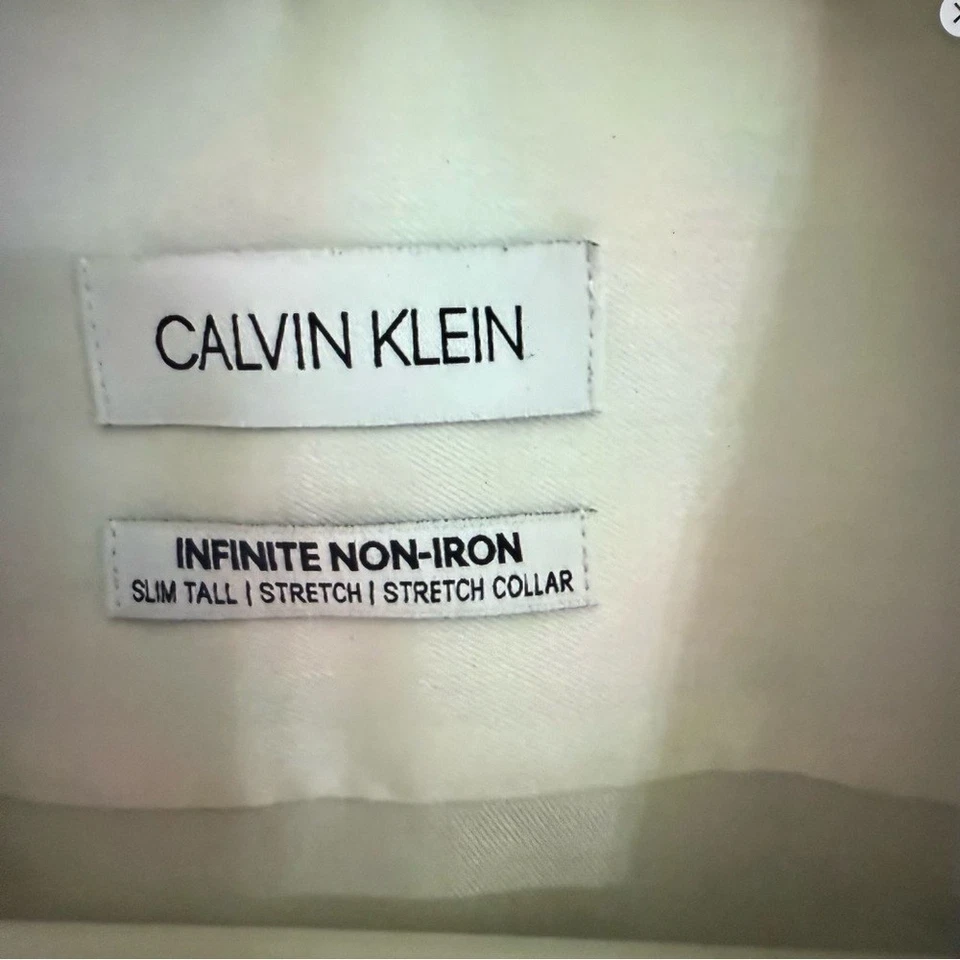 CALVIN KLEIN
INFINITE NON-IRON
SLIM TALL | STRETCH | STRETCH COLLAR